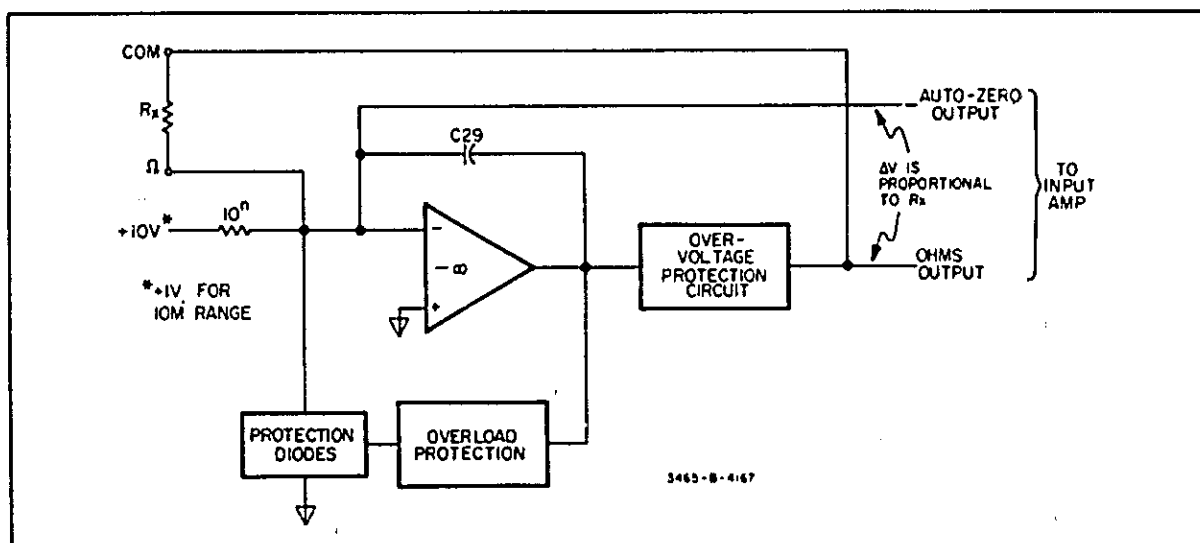 COM
Rx
Ω
+10V*
10ⁿ
*+1V FOR
10M RANGE
C29
−
−∞
+
OVER-
VOLTAGE
PROTECTION
CIRCUIT
AUTO-ZERO
OUTPUT
ΔV IS
PROPORTIONAL
TO Rx
OHMS
OUTPUT
TO
INPUT
AMP
PROTECTION
DIODES
OVERLOAD
PROTECTION
3465-B-4167